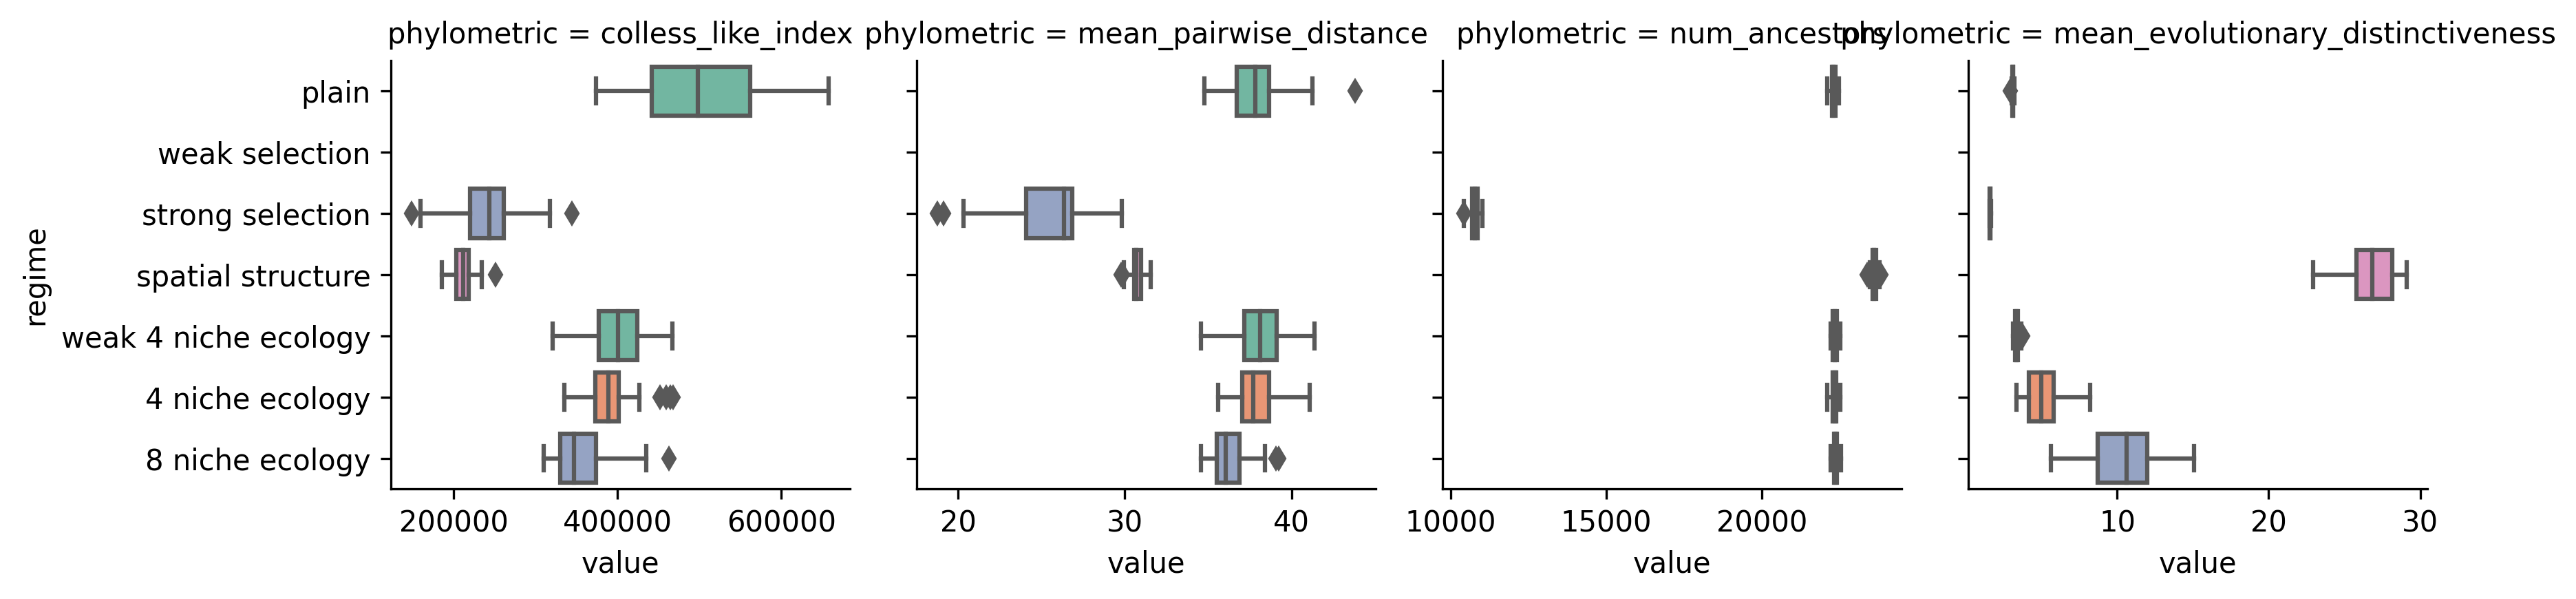 phylometric = colless_like_index
phylometric = mean_pairwise_distance
phylometric = num_ancestors
phylometric = mean_evolutionary_distinctiveness
regime
plain
weak selection
strong selection
spatial structure
weak 4 niche ecology
4 niche ecology
8 niche ecology
200000 400000 600000
20 30 40
10000 15000 20000
10 20 30
value
value
value
value